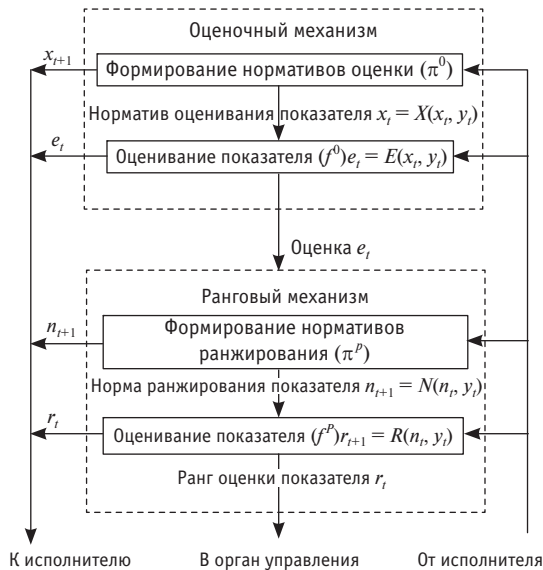 Оценочный механизм
x_{t+1}
Формирование нормативов оценки (π^0)
Норматив оценивания показателя x_t = X(x_t, y_t)
e_t
Оценивание показателя (f^0)e_t = E(x_t, y_t)
Оценка e_t
Ранговый механизм
n_{t+1}
Формирование нормативов
ранжирования (π^p)
Норма ранжирования показателя n_{t+1} = N(n_t, y_t)
r_t
Оценивание показателя (f^P)r_{t+1} = R(n_t, y_t)
Ранг оценки показателя r_t
К исполнителю
В орган управления
От исполнителя